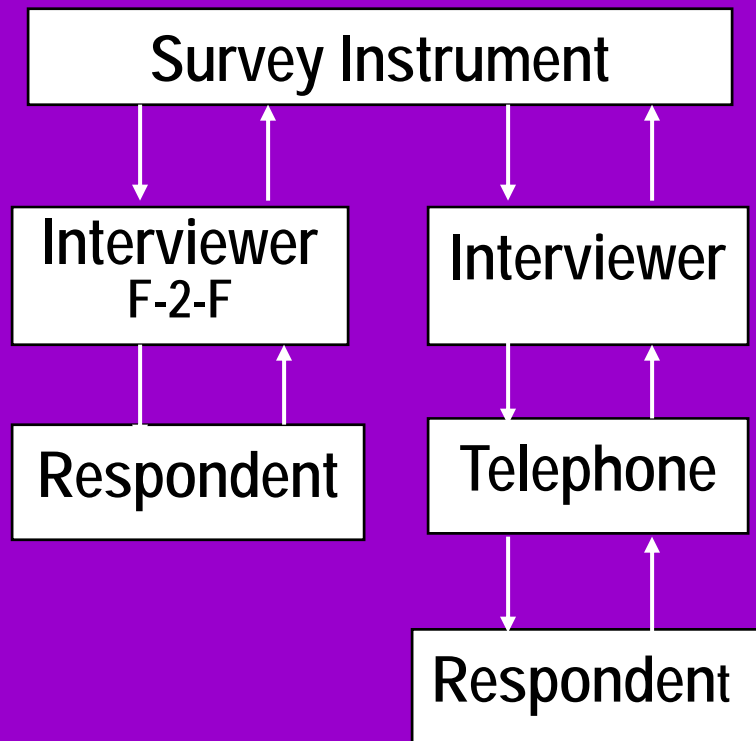 Survey Instrument
Interviewer
F-2-F
Respondent
Interviewer
Telephone
Respondent